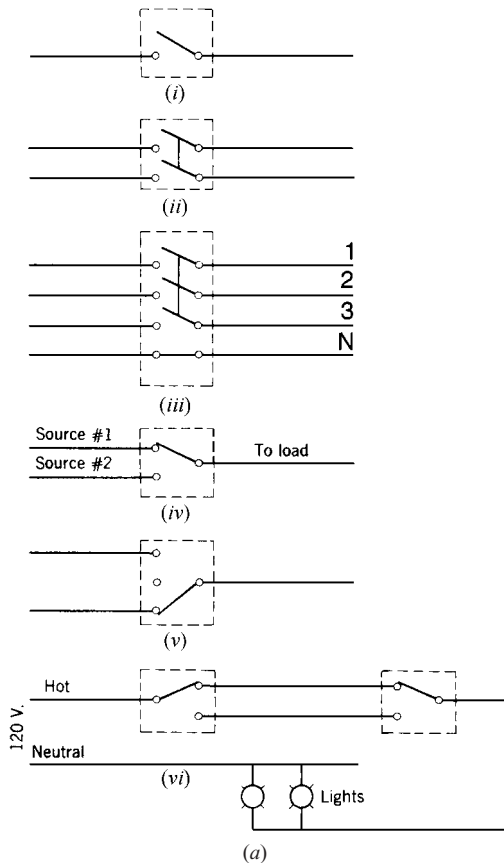 (i)
(ii)
1
2
3
N
(iii)
Source #1
Source #2
To load
(iv)
(v)
Hot
120 V.
Neutral
(vi)
Lights
(a)